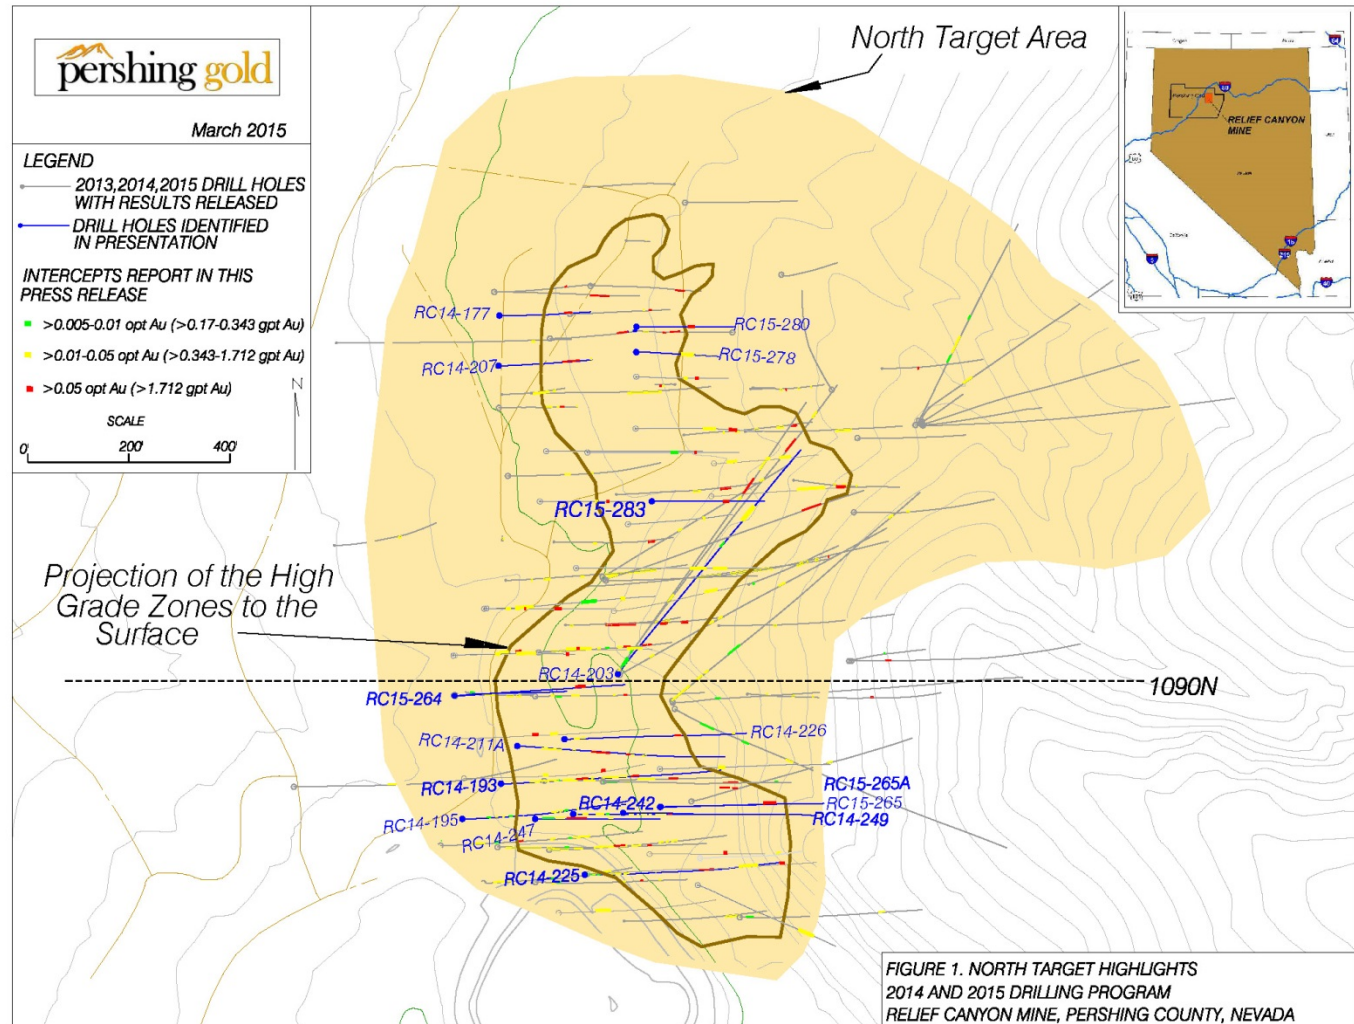 pershing gold
March 2015
LEGEND
2013,2014,2015 DRILL HOLES
WITH RESULTS RELEASED
DRILL HOLES IDENTIFIED
IN PRESENTATION
INTERCEPTS REPORT IN THIS
PRESS RELEASE
>0.005-0.01 opt Au (>0.17-0.343 gpt Au)
>0.01-0.05 opt Au (>0.343-1.712 gpt Au)
>0.05 opt Au (>1.712 gpt Au)
N
SCALE
0' 200' 400'
North Target Area
RELIEF CANYON
MINE
RC14-177
RC15-280
RC15-278
RC14-207
RC15-283
Projection of the High
Grade Zones to the
Surface
RC14-203
1090N
RC15-264
RC14-226
RC14-211A
RC14-193
RC15-265A
RC14-242
RC15-265
RC14-195
RC14-249
RC14-247
RC14-225
FIGURE 1. NORTH TARGET HIGHLIGHTS
2014 AND 2015 DRILLING PROGRAM
RELIEF CANYON MINE, PERSHING COUNTY, NEVADA